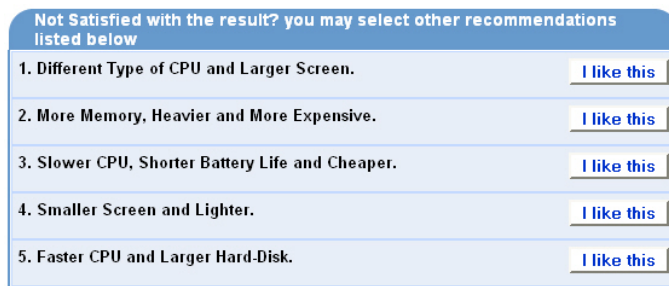 Not Satisfied with the result? you may select other recommendations
listed below
1. Different Type of CPU and Larger Screen.
I like this
2. More Memory, Heavier and More Expensive.
I like this
3. Slower CPU, Shorter Battery Life and Cheaper.
I like this
4. Smaller Screen and Lighter.
I like this
5. Faster CPU and Larger Hard-Disk.
I like this